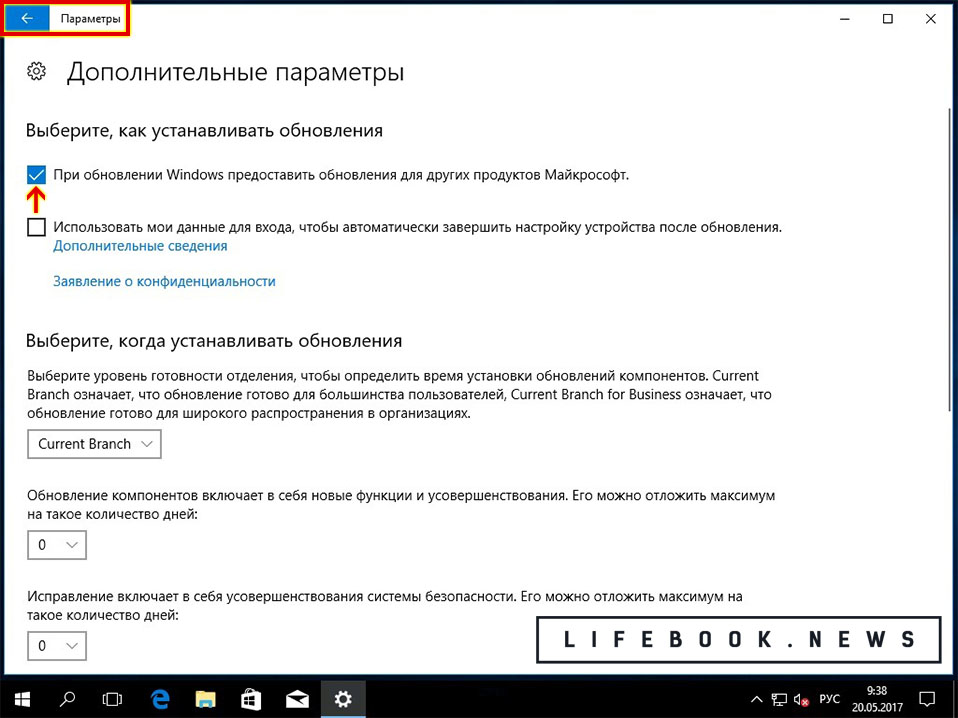 Параметры
Дополнительные параметры
Выберите, как устанавливать обновления
При обновлении Windows предоставить обновления для других продуктов Майкрософт.
Использовать мои данные для входа, чтобы автоматически завершить настройку устройства после обновления.
Дополнительные сведения
Заявление о конфиденциальности
Выберите, когда устанавливать обновления
Выберите уровень готовности отделения, чтобы определить время установки обновлений компонентов. Current
Branch означает, что обновление готово для большинства пользователей, Current Branch for Business означает, что
обновление готово для широкого распространения в организациях.
Current Branch
Обновление компонентов включает в себя новые функции и усовершенствования. Его можно отложить максимум
на такое количество дней:
0
Исправление включает в себя усовершенствования системы безопасности. Его можно отложить максимум на
такое количество дней:
0
LIFEBOOK.NEWS
РУС
9:38
20.05.2017